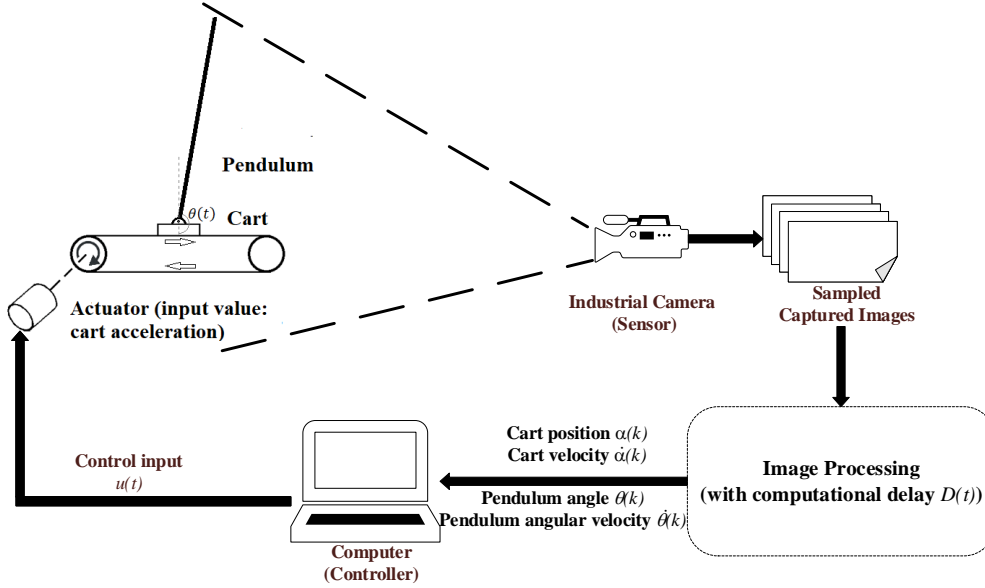 Pendulum
θ(t)
Cart
Actuator (input value:
cart acceleration)
Industrial Camera
(Sensor)
Sampled
Captured Images
Cart position α(k)
Cart velocity α̇(k)
Pendulum angle θ(k)
Pendulum angular velocity θ̇(k)
Image Processing
(with computational delay D(t))
Control input
u(t)
Computer
(Controller)